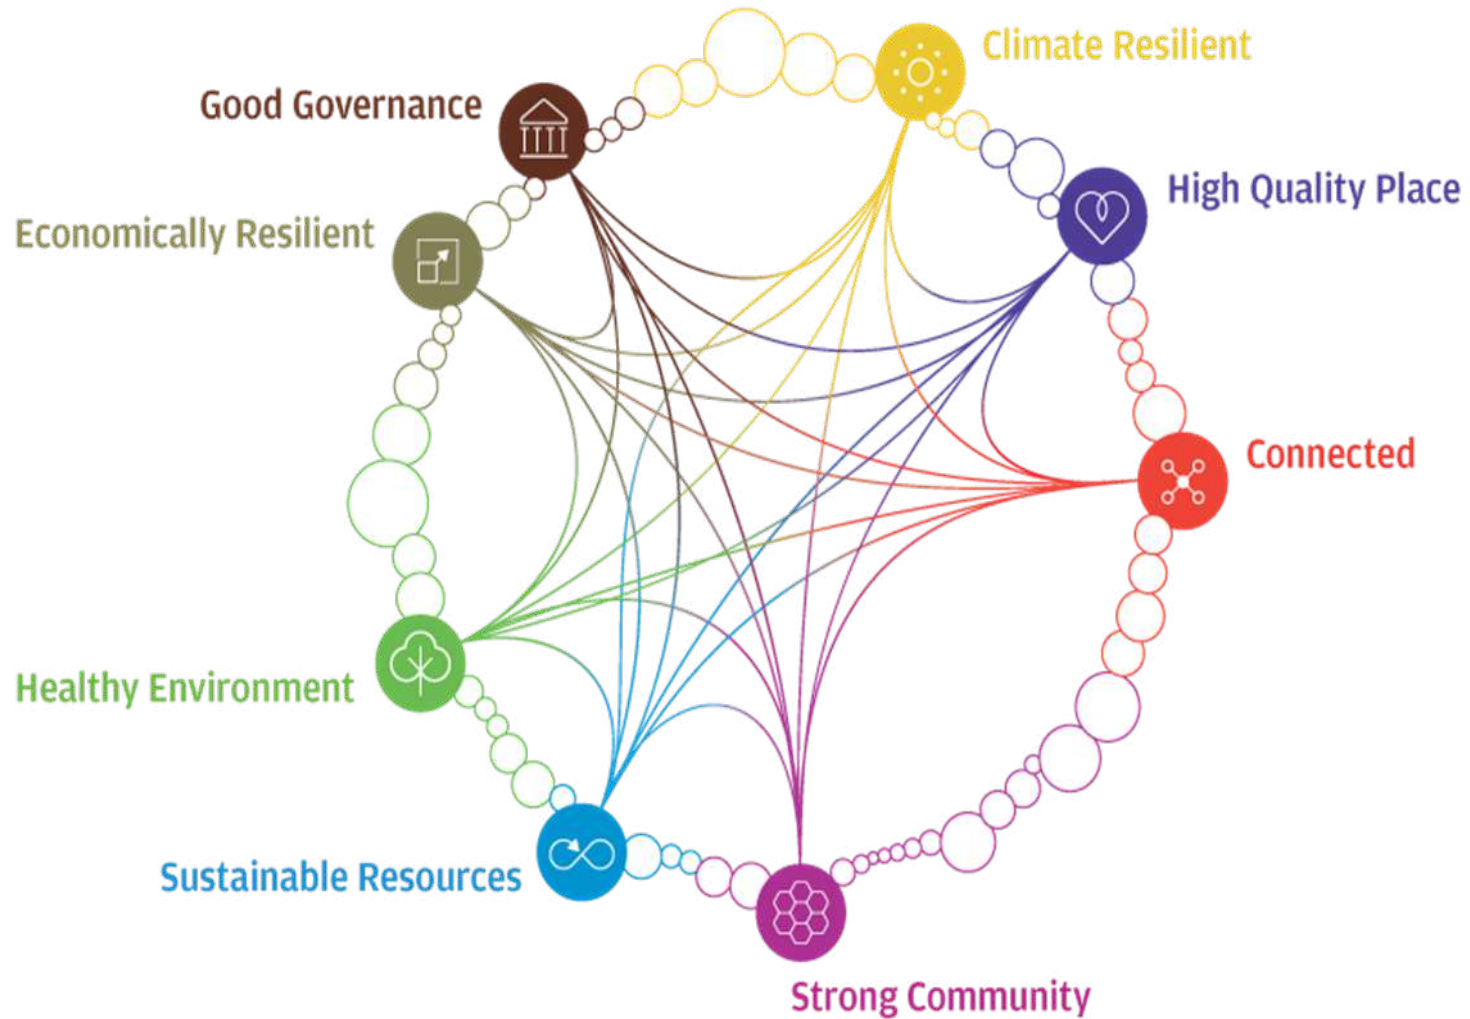 Climate Resilient
Good Governance
High Quality Place
Economically Resilient
Connected
Healthy Environment
Sustainable Resources
Strong Community